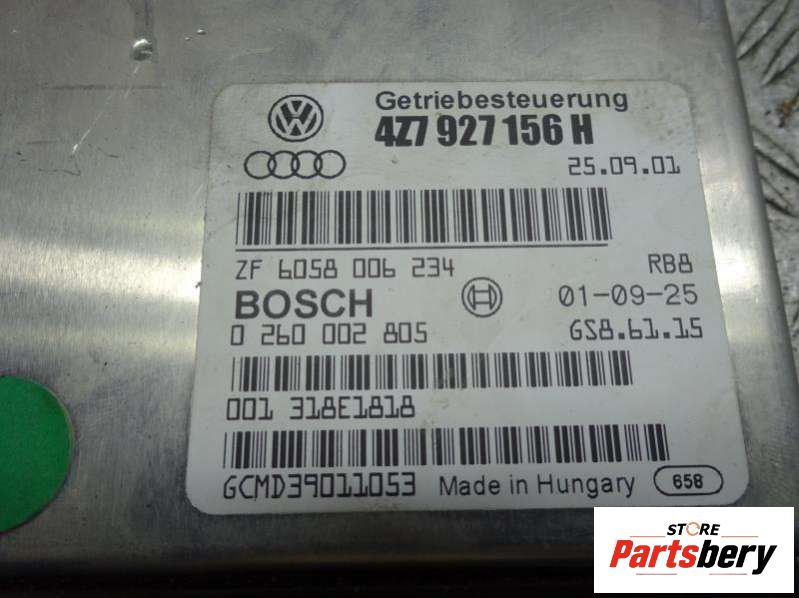 Getriebesteuerung
4Z7 927 156 H
25.09.01
ZF 6058 006 234 RB8
BOSCH 01-09-25
0 260 002 805 GS8.61.15
001 318E1818
GCMD39011053 Made in Hungary 658
STORE
Partsbery